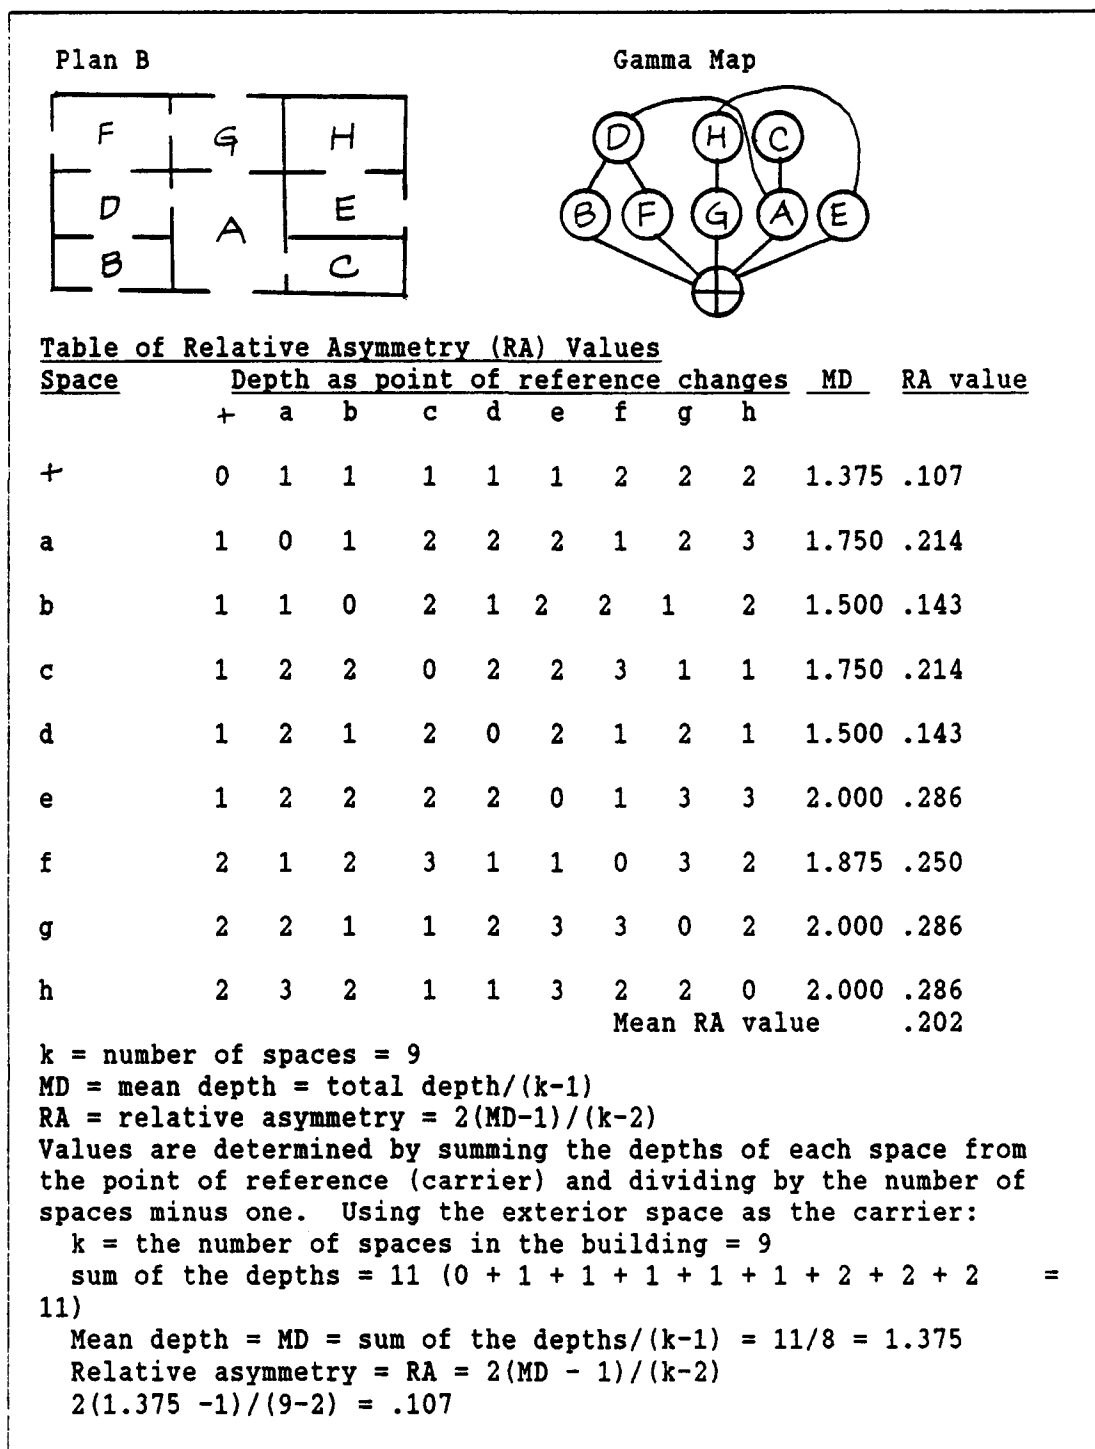 Plan B Gamma Map
F G H
D A E
B C
D H C
B F G A E
Table of Relative Asymmetry (RA) Values
Space Depth as point of reference changes MD RA value
+ a b c d e f g h
+ 0 1 1 1 1 1 2 2 2 1.375 .107
a 1 0 1 2 2 2 1 2 3 1.750 .214
b 1 1 0 2 1 2 2 1 2 1.500 .143
c 1 2 2 0 2 2 3 1 1 1.750 .214
d 1 2 1 2 0 2 1 2 1 1.500 .143
e 1 2 2 2 2 0 1 3 3 2.000 .286
f 2 1 2 3 1 1 0 3 2 1.875 .250
g 2 2 1 1 2 3 3 0 2 2.000 .286
h 2 3 2 1 1 3 2 2 0 2.000 .286
Mean RA value .202
k = number of spaces = 9
MD = mean depth = total depth/(k-1)
RA = relative asymmetry = 2(MD-1)/(k-2)
Values are determined by summing the depths of each space from
the point of reference (carrier) and dividing by the number of
spaces minus one. Using the exterior space as the carrier:
k = the number of spaces in the building = 9
sum of the depths = 11 (0 + 1 + 1 + 1 + 1 + 1 + 2 + 2 + 2 =
11)
Mean depth = MD = sum of the depths/(k-1) = 11/8 = 1.375
Relative asymmetry = RA = 2(MD - 1)/(k-2)
2(1.375 -1)/(9-2) = .107